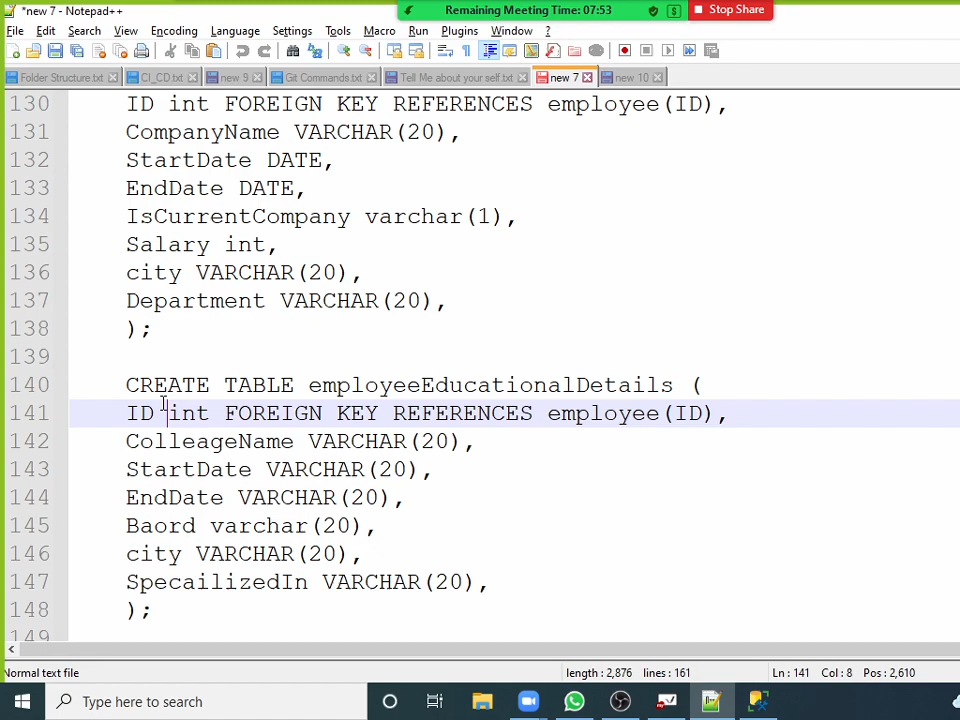 *new 7 - Notepad++
Remaining Meeting Time: 07:53
Stop Share
File Edit Search View Encoding Language Settings Tools Macro Run Plugins Window ?
Folder Structure.txt CI_CD.txt new 9 Git Commands.txt Tell Me about your self.txt new 7 new 10
130 ID int FOREIGN KEY REFERENCES employee(ID),
131 CompanyName VARCHAR(20),
132 StartDate DATE,
133 EndDate DATE,
134 IsCurrentCompany varchar(1),
135 Salary int,
136 city VARCHAR(20),
137 Department VARCHAR(20),
138 );
139
140 CREATE TABLE employeeEducationalDetails (
141 ID int FOREIGN KEY REFERENCES employee(ID),
142 ColleageName VARCHAR(20),
143 StartDate VARCHAR(20),
144 EndDate VARCHAR(20),
145 Baord varchar(20),
146 city VARCHAR(20),
147 SpecailizedIn VARCHAR(20),
148 );
149
Normal text file length : 2,876 lines : 161 Ln : 141 Col : 8 Pos : 2,610
Type here to search